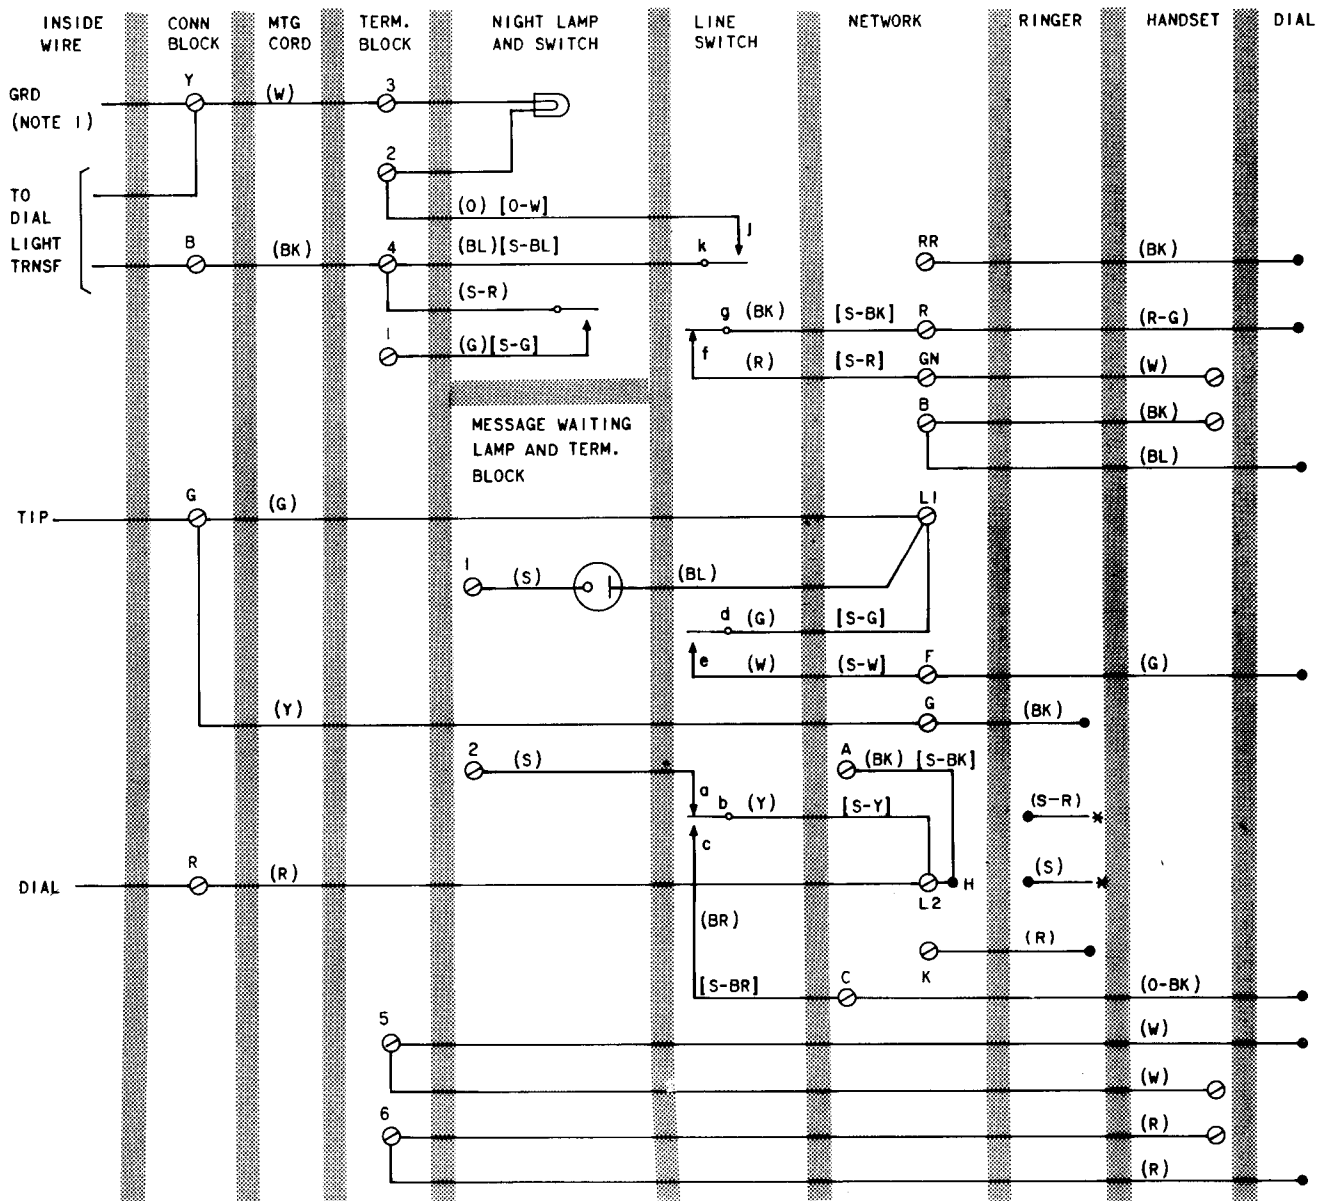 INSIDE WIRE
CONN BLOCK
MTG CORD
TERM. BLOCK
NIGHT LAMP AND SWITCH
LINE SWITCH
NETWORK
RINGER
HANDSET
DIAL
GRD
(NOTE 1)
Y
(W)
3
2
TO
DIAL
LIGHT
TRNSF
(O) [O-W]
j
B
(BK)
4
(BL)[S-BL]
k
RR
(BK)
(S-R)
g
(BK)
[S-BK]
R
(R-G)
1
(G)[S-G]
f
(R)
[S-R]
GN
(W)
B
(BK)
(BL)
MESSAGE WAITING
LAMP AND TERM.
BLOCK
TIP
G
(G)
L1
1
(S)
(BL)
d
(G)
[S-G]
e
(W)
(S-W]
F
(G)
(Y)
G
(BK)
2
(S)
A
(BK) [S-BK]
a
b
(Y)
[S-Y]
(S-R)
c
DIAL
R
(R)
H
L2
(S)
(BR)
K
(R)
[S-BR]
C
(O-BK)
5
(W)
(W)
6
(R)
(R)